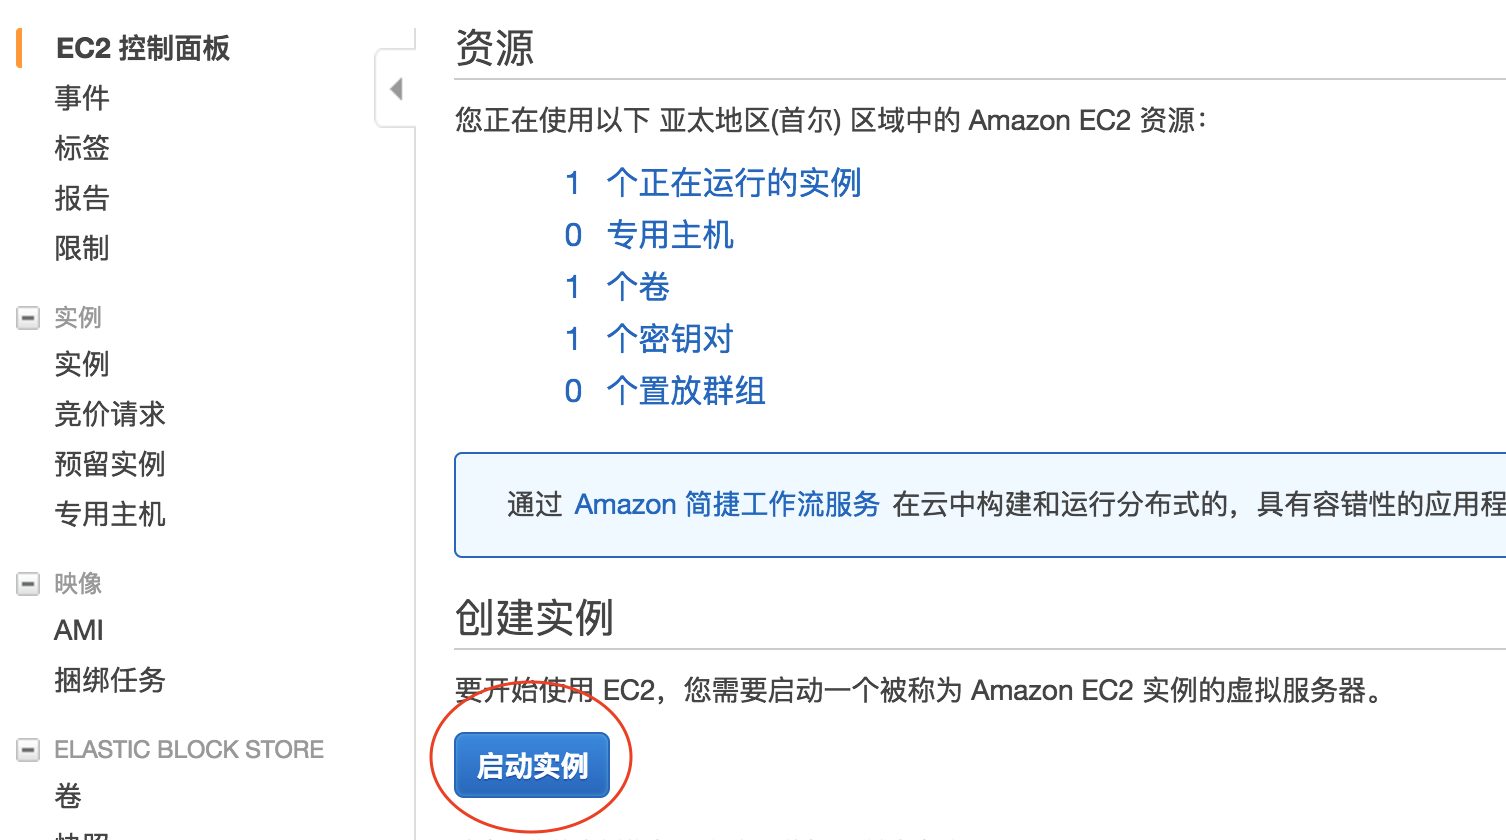 EC2 控制面板
事件
标签
报告
限制
实例
实例
竞价请求
预留实例
专用主机
映像
AMI
捆绑任务
ELASTIC BLOCK STORE
卷
资源
您正在使用以下 亚太地区(首尔) 区域中的 Amazon EC2 资源：
1 个正在运行的实例
0 专用主机
1 个卷
1 个密钥对
0 个置放群组
通过 Amazon 简捷工作流服务 在云中构建和运行分布式的，具有容错性的应用程
创建实例
要开始使用 EC2，您需要启动一个被称为 Amazon EC2 实例的虚拟服务器。
启动实例